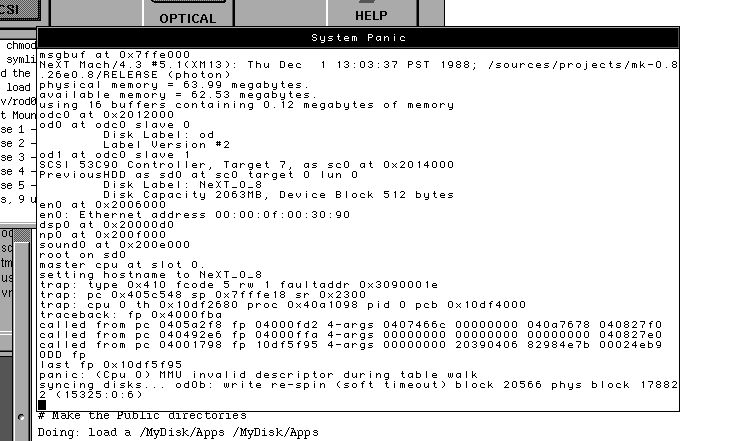 CSI
OPTICAL
HELP
System Panic
chmod
symli
d the
load
v/rod0
t Moun
se 1 -
se 2 -
se 3 -
se 4 -
se 5 -
s, 9 u
msgbuf at 0x7ffe000
NeXT Mach/4.3 #5.1(XM13): Thu Dec  1 13:03:37 PST 1988; /sources/projects/mk-0.8
.26e0.8/RELEASE (photon)
physical memory = 63.99 megabytes.
available memory = 62.53 megabytes.
using 16 buffers containing 0.12 megabytes of memory
odc0 at 0x2012000
od0 at odc0 slave 0
Disk Label: od
Label Version #2
od1 at odc0 slave 1
SCSI 53C90 Controller, Target 7, as sc0 at 0x2014000
PreviousHDD as sd0 at sc0 target 0 lun 0
Disk Label: NeXT_0_8
Disk Capacity 2063MB, Device Block 512 bytes
en0 at 0x2006000
en0: Ethernet address 00:00:0f:00:30:90
dsp0 at 0x20000d0
np0 at 0x200f000
sound0 at 0x200e000
root on sd0
master cpu at slot 0.
setting hostname to NeXT_0_8
trap: type 0x410 fcode 5 rw 1 faultaddr 0x3090001e
trap: pc 0x405c548 sp 0x7fffe18 sr 0x2300
trap: cpu 0 th 0x10df2680 proc 0x40a1098 pid 0 pcb 0x10df4000
traceback: fp 0x4000fba
called from pc 0405a2f8 fp 04000fd2 4-args 0407466c 00000000 040a7678 040827f0
called from pc 040492e6 fp 04000ffa 4-args 00000000 00000000 00000000 040827e0
called from pc 04001798 fp 10df5f95 4-args 00000000 20390406 82984e7b 00024eb9
ODD fp
last fp 0x10df5f95
panic: (Cpu 0) MMU invalid descriptor during table walk
syncing disks... od0b: write re-spin (soft timeout) block 20566 phys block 17882
2 (15325:0:6)
oc
sc
tm
us
vr
# Make the Public directories
Doing: load a /MyDisk/Apps /MyDisk/Apps